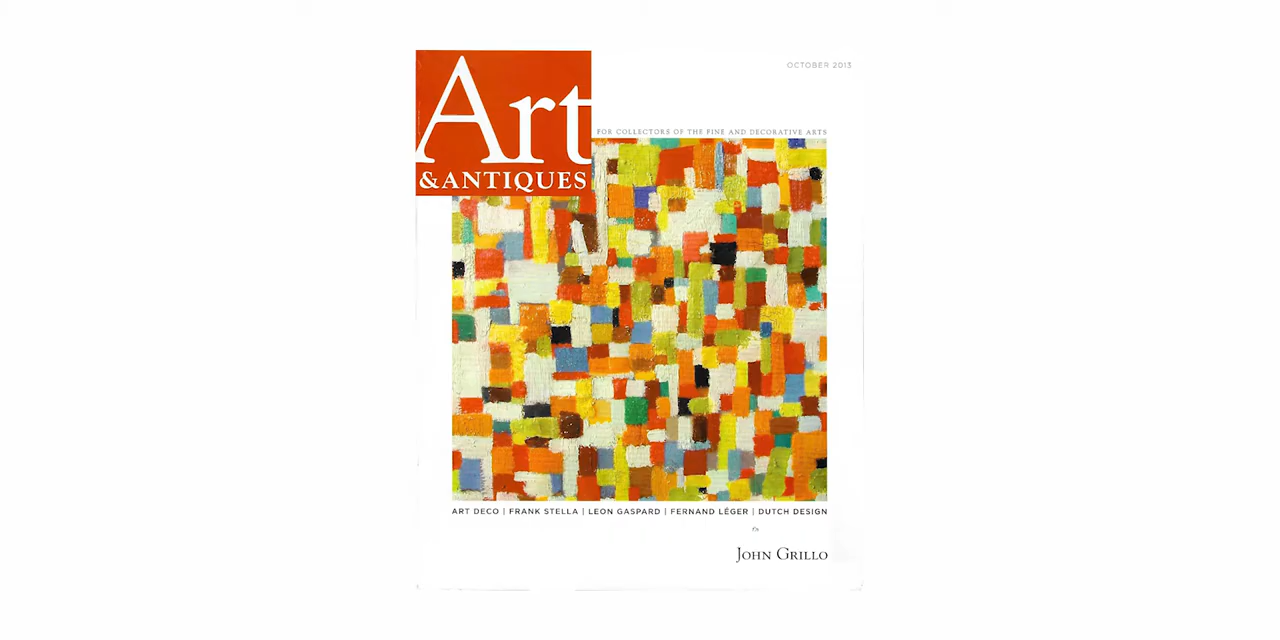 Art
& ANTIQUES
OCTOBER 2013
FOR COLLECTORS OF THE FINE AND DECORATIVE ARTS
ART DECO | FRANK STELLA | LEON GASPARD | FERNAND LÉGER | DUTCH DESIGN
JOHN GRILLO